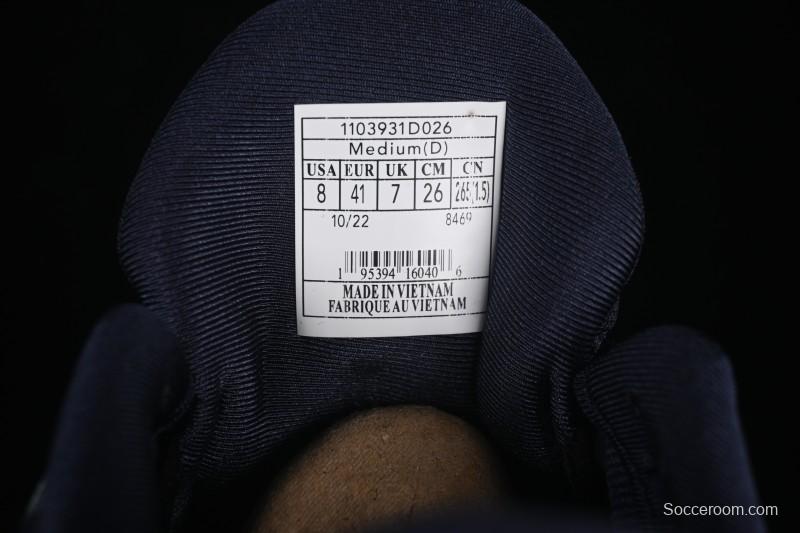 1103931D026
Medium(D)
USA EUR UK CM CN
8 41 7 26 265(1.5)
10/22 8469
1 95394 16040 6
MADE IN VIETNAM
FABRIQUE AU VIETNAM
Socceroom.com